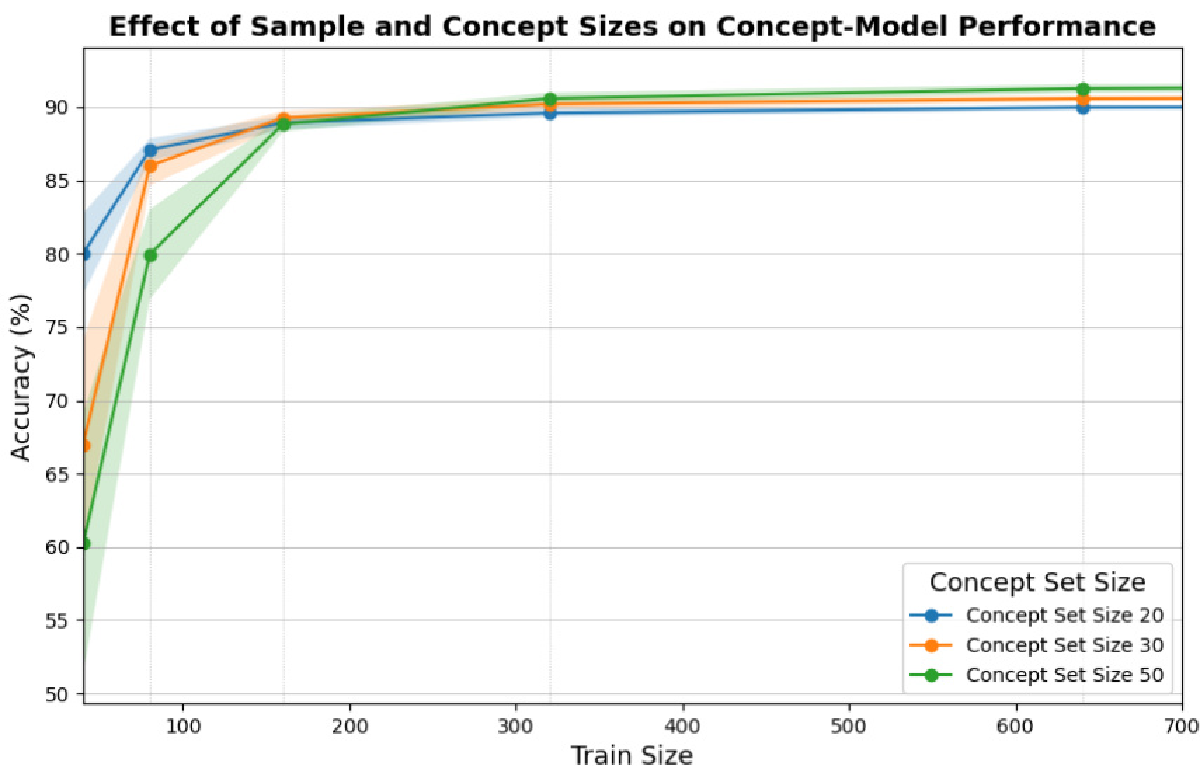 Effect of Sample and Concept Sizes on Concept-Model Performance
Accuracy (%)
90
85
80
75
70
65
60
55
50
Concept Set Size
Concept Set Size 20
Concept Set Size 30
Concept Set Size 50
100 200 300 400 500 600 700
Train Size